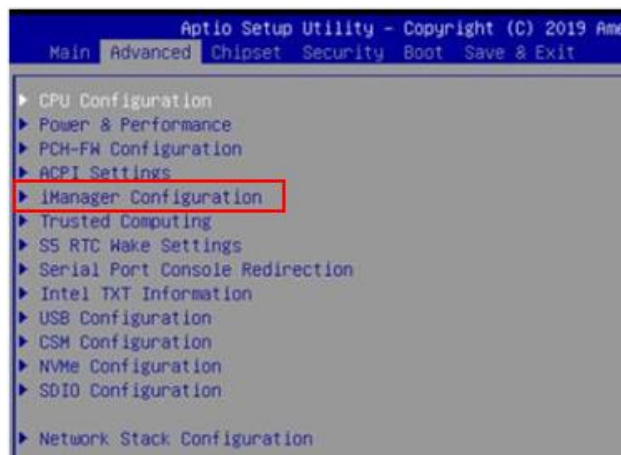 Aptio Setup Utility – Copyright (C) 2019 Ame
Main Advanced Chipset Security Boot Save & Exit
CPU Configuration
Power & Performance
PCH-FW Configuration
ACPI Settings
iManager Configuration
Trusted Computing
S5 RTC Wake Settings
Serial Port Console Redirection
Intel TXT Information
USB Configuration
CSM Configuration
NVMe Configuration
SDIO Configuration
Network Stack Configuration